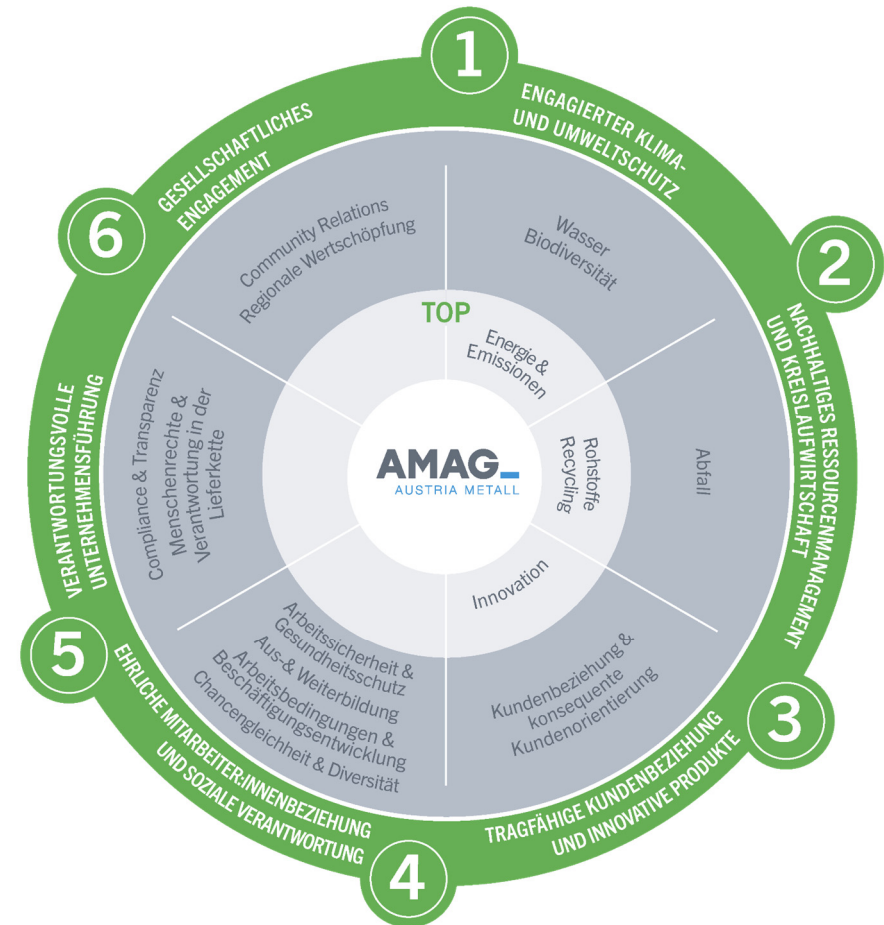 1
ENGAGIERTER KLIMA-
UND UMWELTSCHUTZ
Wasser
Biodiversität
TOP
Energie &
Emissionen
2
NACHHALTIGES RESSOURCENMANAGEMENT
UND KREISLAUFWIRTSCHAFT
Abfall
Rohstoffe
Recycling
3
TRAGFÄHIGE KUNDENBEZIEHUNG
UND INNOVATIVE PRODUKTE
Kundenbeziehung &
konsequente
Kundenorientierung
Innovation
4
EHRLICHE MITARBEITER:INNENBEZIEHUNG
UND SOZIALE VERANTWORTUNG
Arbeitssicherheit &
Gesundheitsschutz
Aus- & Weiterbildung
Arbeitsbedingungen &
Beschäftigungsentwicklung
Chancengleichheit & Diversität
5
VERANTWORTUNGSVOLLE
UNTERNEHMENSFÜHRUNG
Compliance & Transparenz
Menschenrechte &
Verantwortung in der
Lieferkette
6
GESELLSCHAFTLICHES
ENGAGEMENT
Community Relations
Regionale Wertschöpfung
AMAG
AUSTRIA METALL